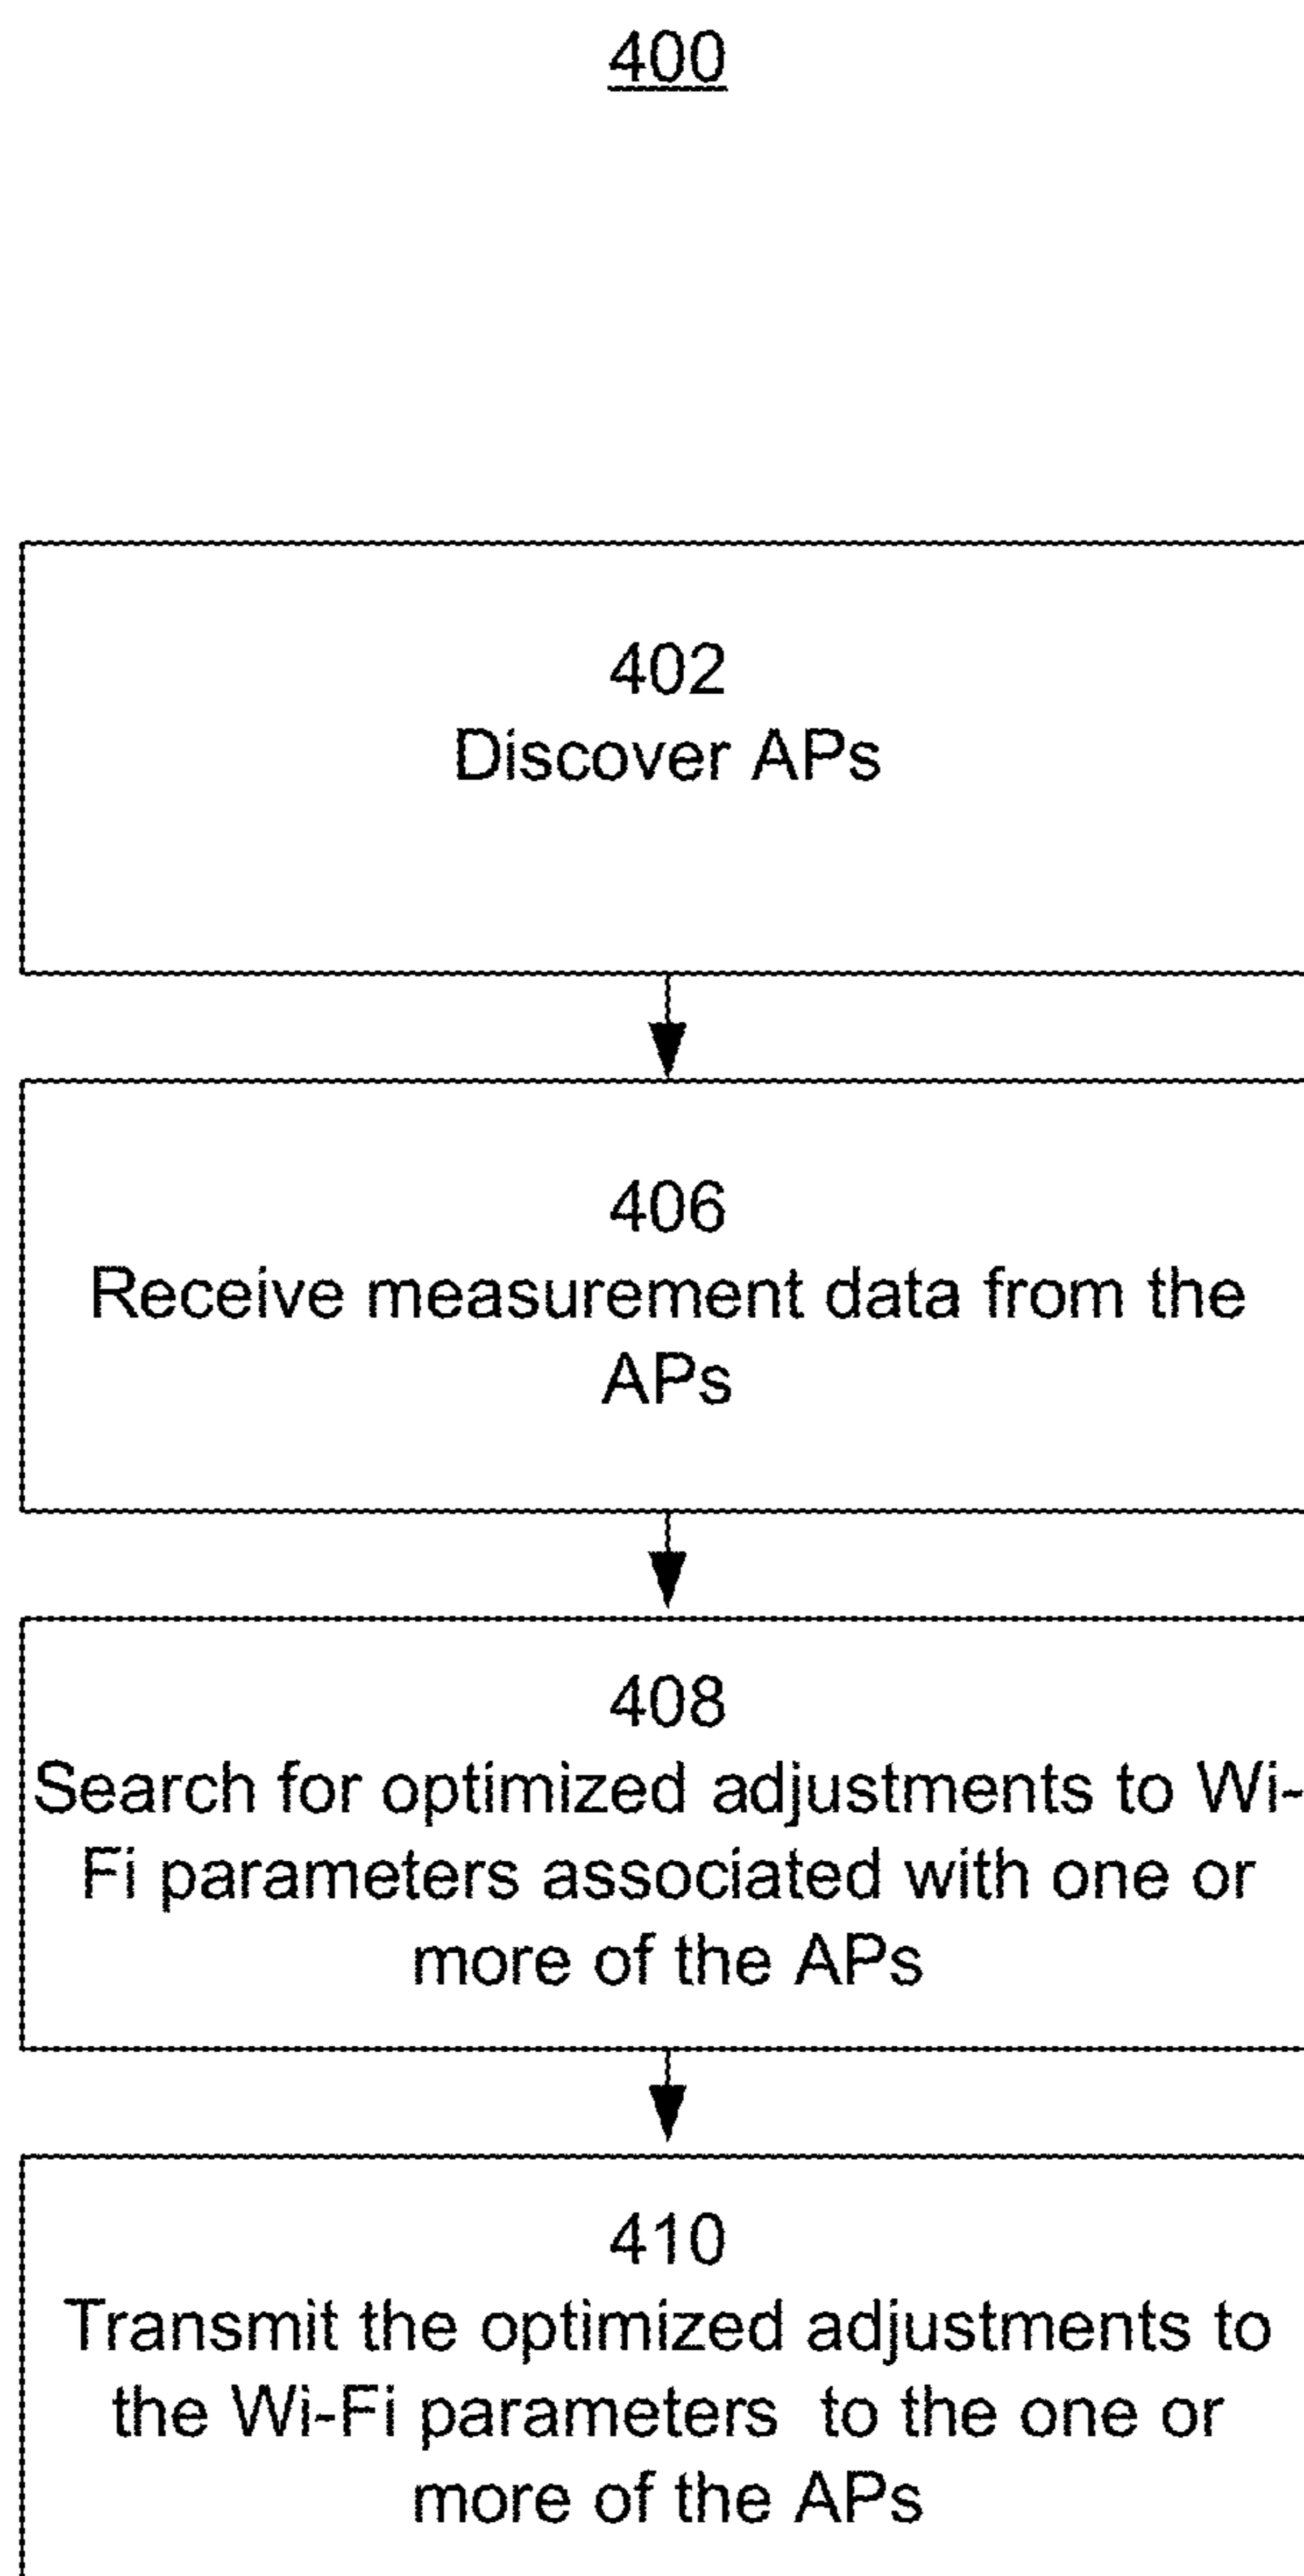 400
402
Discover APs
406
Receive measurement data from the
APs
408
Search for optimized adjustments to Wi-
Fi parameters associated with one or
more of the APs
410
Transmit the optimized adjustments to
the Wi-Fi parameters to the one or
more of the APs